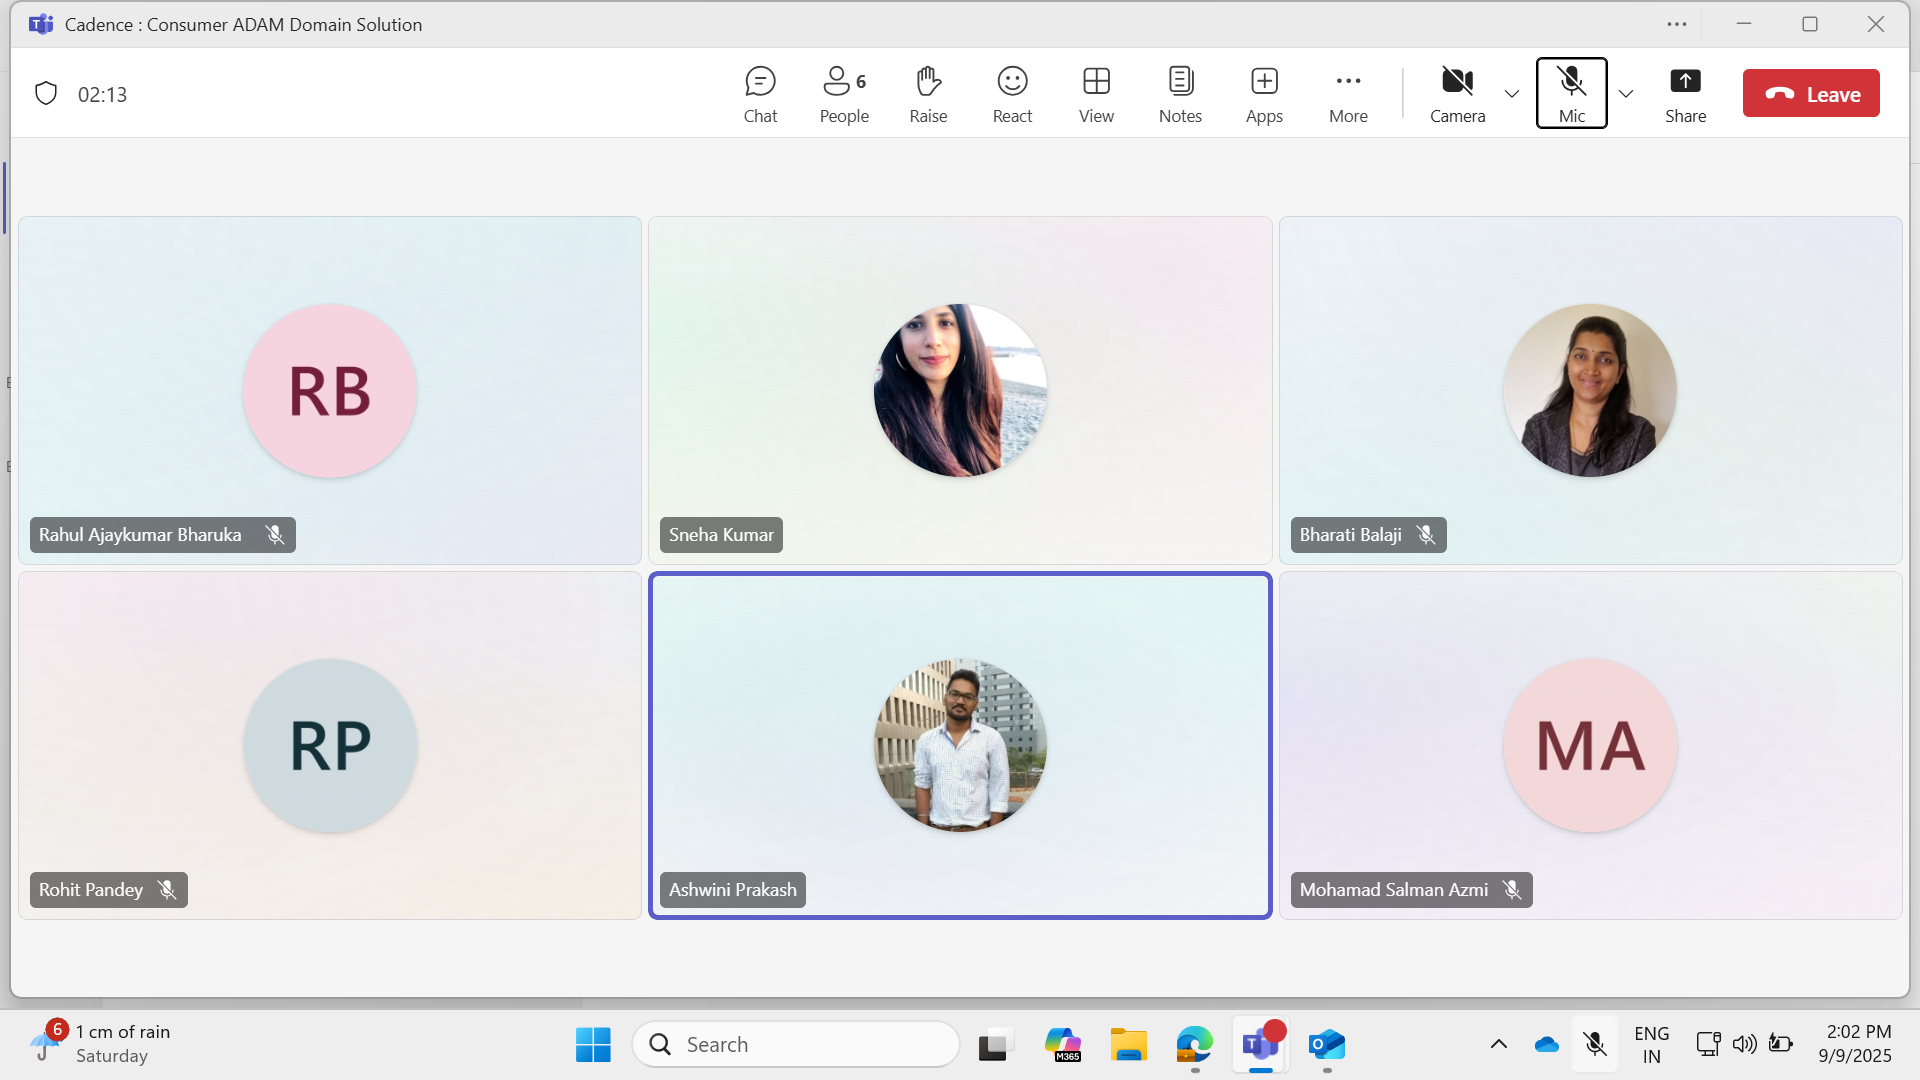 Cadence : Consumer ADAM Domain Solution
02:13
Chat
People
6
Raise
React
View
Notes
Apps
More
Camera
Mic
Share
Leave
RB
Rahul Ajaykumar Bharuka
Sneha Kumar
Bharati Balaji
RP
Rohit Pandey
Ashwini Prakash
MA
Mohamad Salman Azmi
6
1 cm of rain
Saturday
Search
M365
ENG
IN
2:02 PM
9/9/2025